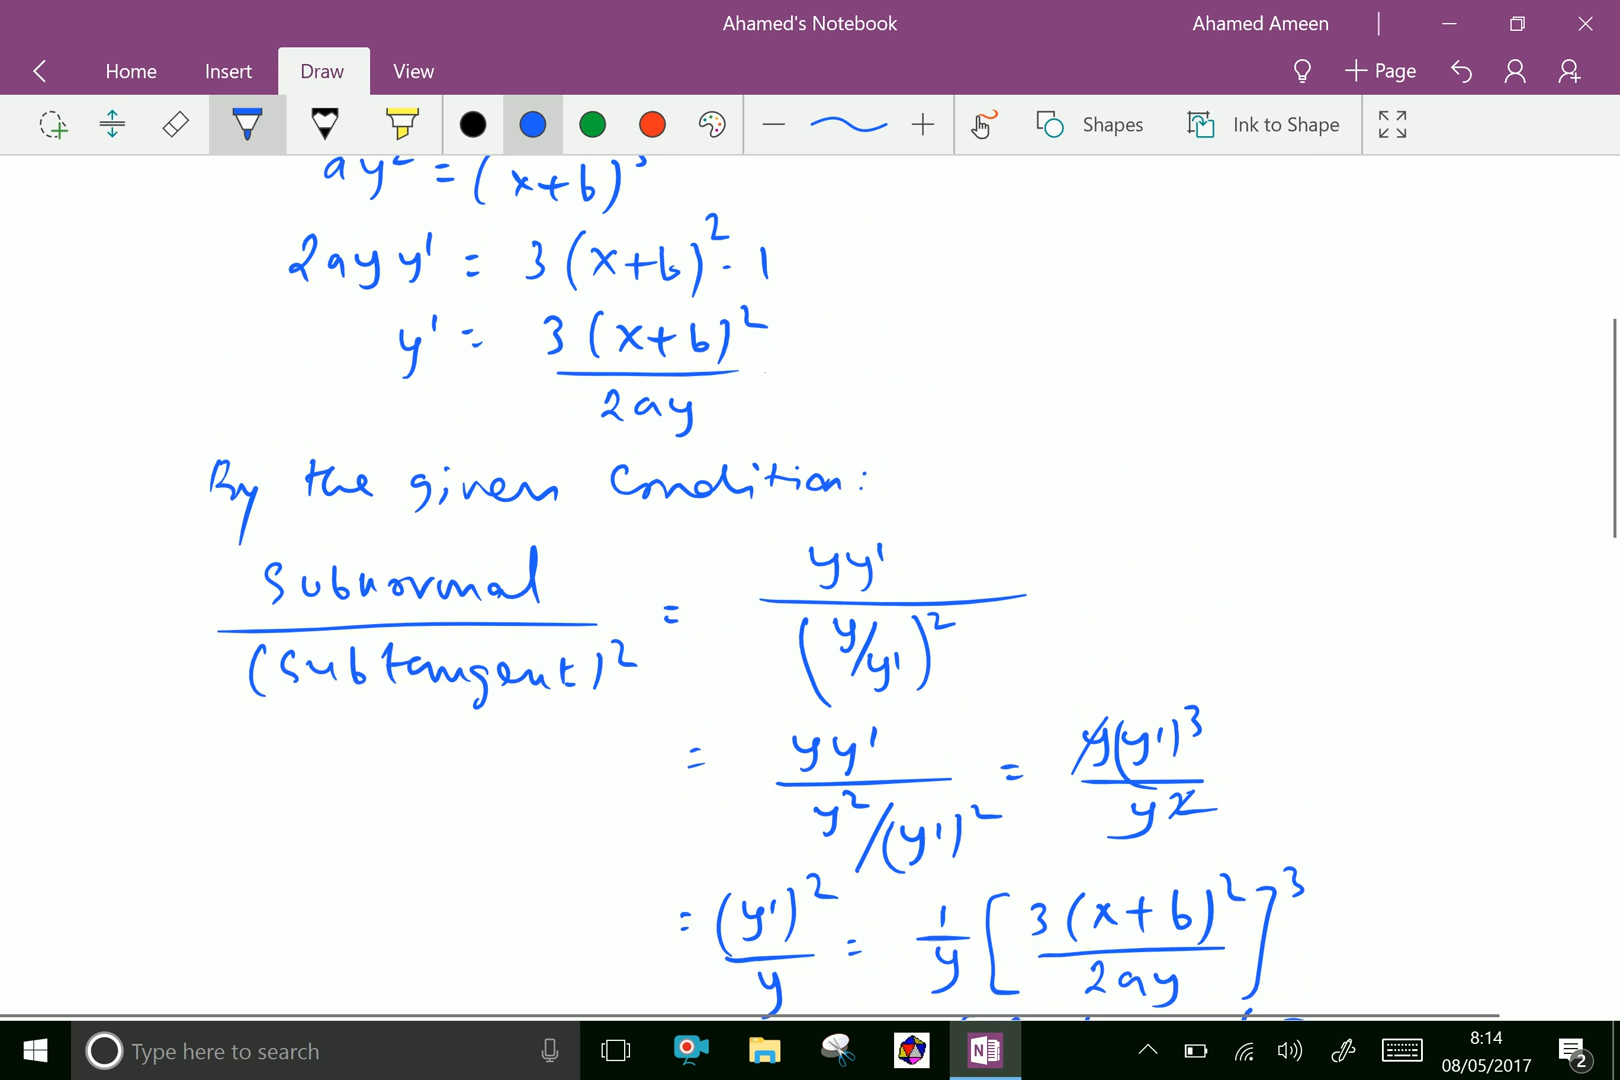 Ahamed's Notebook
Ahamed Ameen
Home Insert Draw View
Page
Shapes Ink to Shape
ay² = (x+b)³
2ayy' = 3(x+b)² · 1
y' = 3(x+b)² / 2ay
By the given Condition:
Subnormal / (Subtangent)² = yy' / (y/y')²
= yy' / y²/(y')² = y(y')³ / y²
= (y')² / y = 1/y [3(x+b)² / 2ay]³
Type here to search
8:14
08/05/2017
2